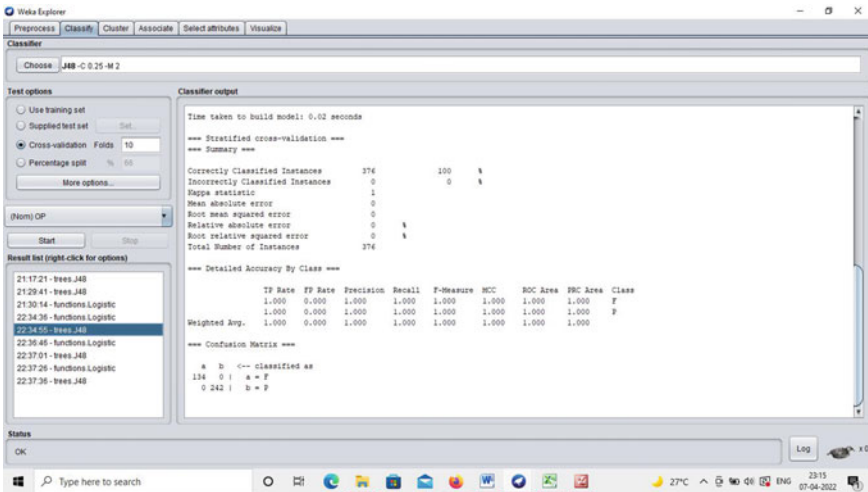 Weka Explorer
Preprocess Classify Cluster Associate Select attributes Visualize
Classifier
Choose J48 -C 0.25 -M 2
Test options
Use training set
Supplied test set Set...
Cross-validation Folds 10
Percentage split % 66
More options...
(Nom) OP
Start Stop
Result list (right-click for options)
21:17:21 - trees.J48
21:29:41 - trees.J48
21:30:14 - functions.Logistic
22:34:36 - functions.Logistic
22:34:55 - trees.J48
22:36:46 - functions.Logistic
22:37:01 - trees.J48
22:37:26 - functions.Logistic
22:37:36 - trees.J48
Classifier output
Time taken to build model: 0.02 seconds
=== Stratified cross-validation ===
=== Summary ===
Correctly Classified Instances 376 100 %
Incorrectly Classified Instances 0 0 %
Kappa statistic 1
Mean absolute error 0
Root mean squared error 0
Relative absolute error 0 %
Root relative squared error 0 %
Total Number of Instances 376
=== Detailed Accuracy By Class ===
TP Rate FP Rate Precision Recall F-Measure MCC ROC Area PRC Area Class
1.000 0.000 1.000 1.000 1.000 1.000 1.000 1.000 F
1.000 0.000 1.000 1.000 1.000 1.000 1.000 1.000 P
Weighted Avg. 1.000 0.000 1.000 1.000 1.000 1.000 1.000 1.000
=== Confusion Matrix ===
a b <-- classified as
134 0 | a = F
0 242 | b = P
Status
OK
Log x 0
Type here to search
27°C ENG 23:15
07-04-2022